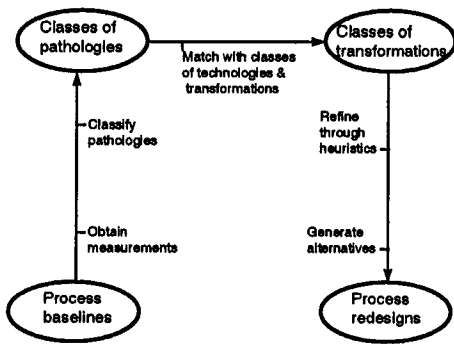 Classes of
pathologies
Classes of
transformations
Match with classes
of technologies &
transformations
Classify
pathologies
Refine
through
heuristics
Obtain
measurements
Generate
alternatives
Process
baselines
Process
redesigns